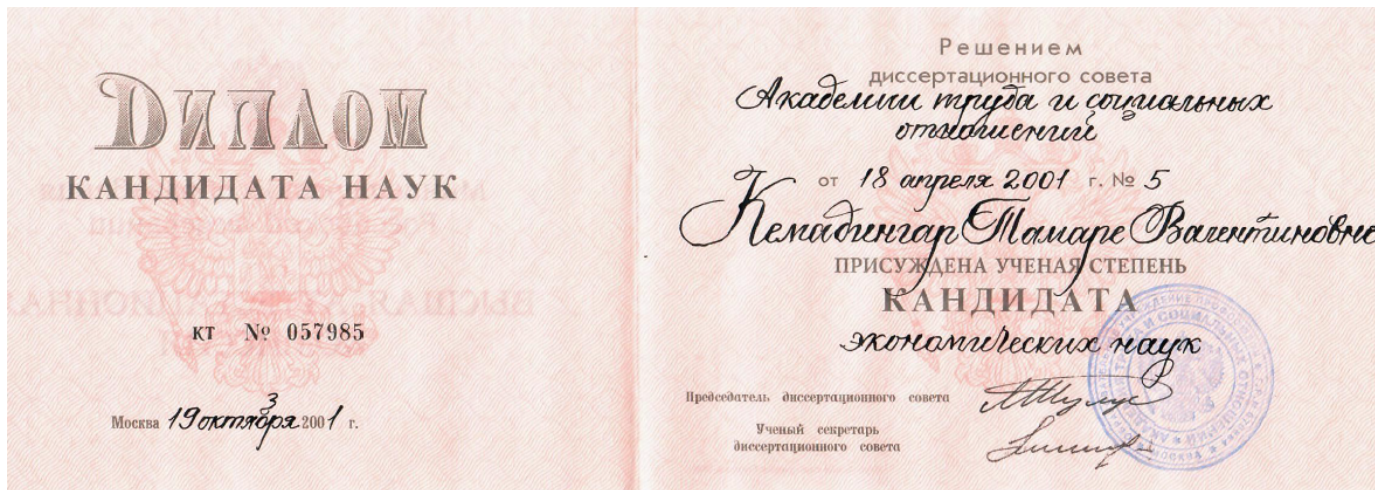 ДИПЛОМ
КАНДИДАТА НАУК
КТ № 057985
Москва 19 октября 2001 г.
Решением
диссертационного совета
Академии труда и социальных
отношений
от 18 апреля 2001 г. № 5
Кемадингар Тамаре Валентиновне
ПРИСУЖДЕНА УЧЕНАЯ СТЕПЕНЬ
КАНДИДАТА
экономических наук
Председатель диссертационного совета
Ученый секретарь
диссертационного совета